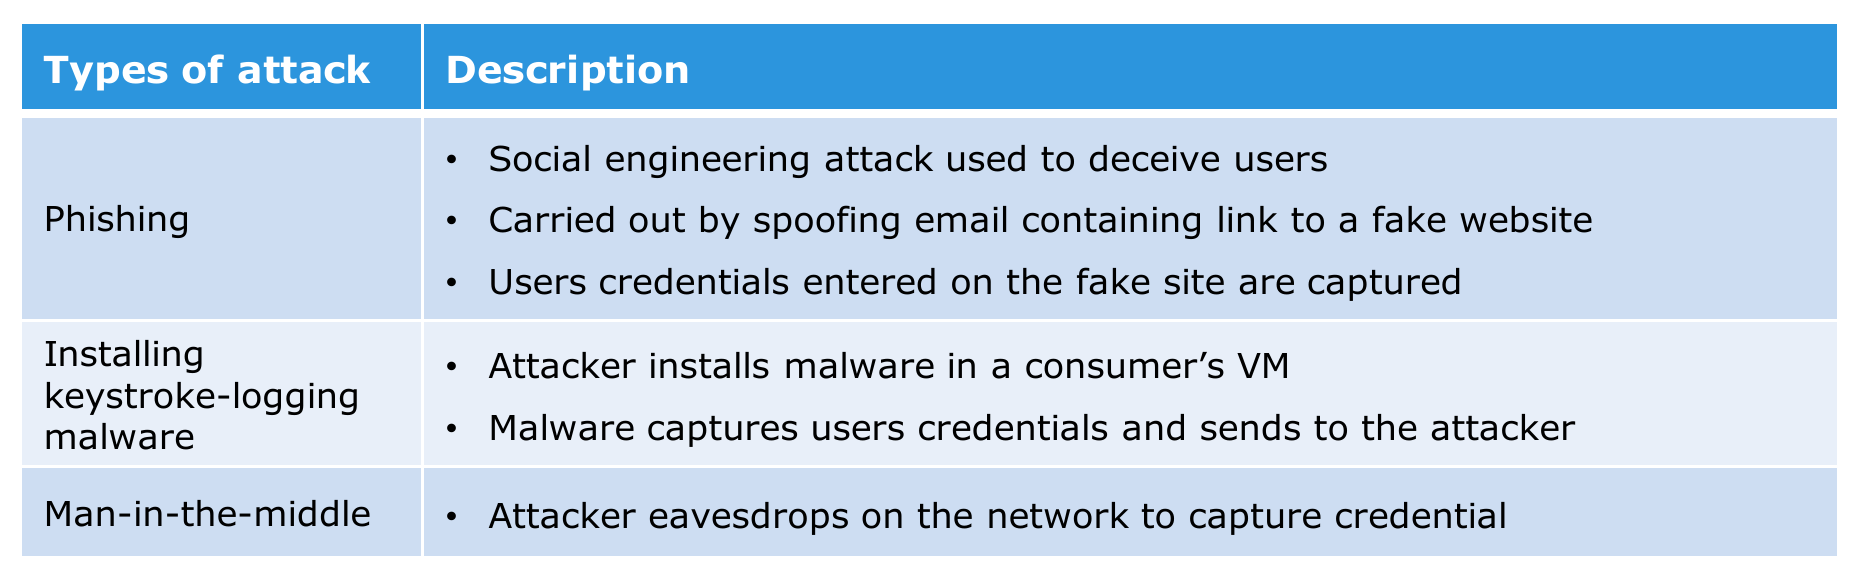 Types of attack
Description
Phishing
• Social engineering attack used to deceive users
• Carried out by spoofing email containing link to a fake website
• Users credentials entered on the fake site are captured
Installing
keystroke-logging
malware
• Attacker installs malware in a consumer’s VM
• Malware captures users credentials and sends to the attacker
Man-in-the-middle
• Attacker eavesdrops on the network to capture credential